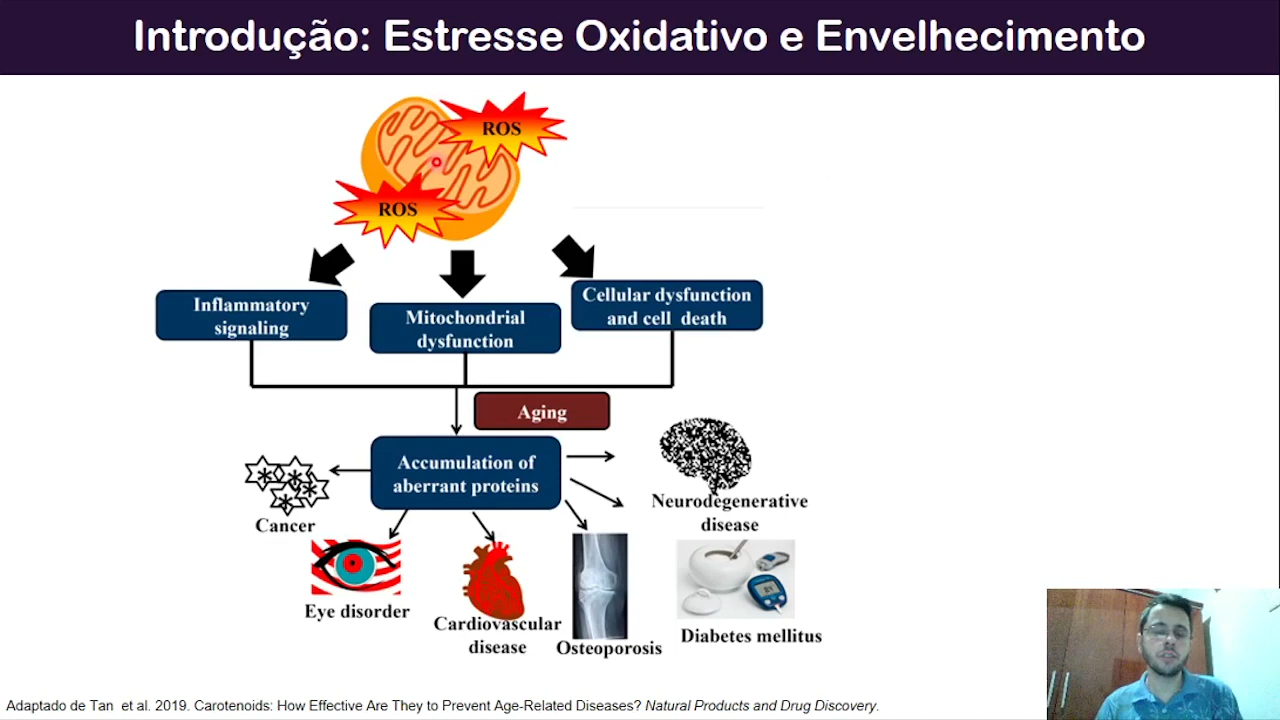 Introdução: Estresse Oxidativo e Envelhecimento
ROS
ROS
Inflammatory
signaling
Mitochondrial
dysfunction
Cellular dysfunction
and cell death
Aging
Accumulation of
aberrant proteins
Cancer
Neurodegenerative
disease
Eye disorder
Cardiovascular
disease
Osteoporosis
Diabetes mellitus
Adaptado de Tan et al. 2019. Carotenoids: How Effective Are They to Prevent Age-Related Diseases? Natural Products and Drug Discovery.